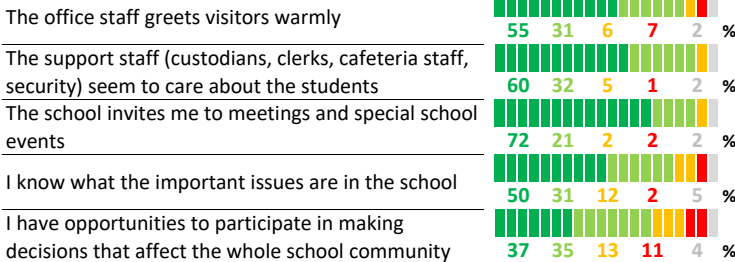 The office staff greets visitors warmly
55 31 6 7 2 %
The support staff (custodians, clerks, cafeteria staff,
security) seem to care about the students
60 32 5 1 2 %
The school invites me to meetings and special school
events
72 21 2 2 2 %
I know what the important issues are in the school
50 31 12 2 5 %
I have opportunities to participate in making
decisions that affect the whole school community
37 35 13 11 4 %